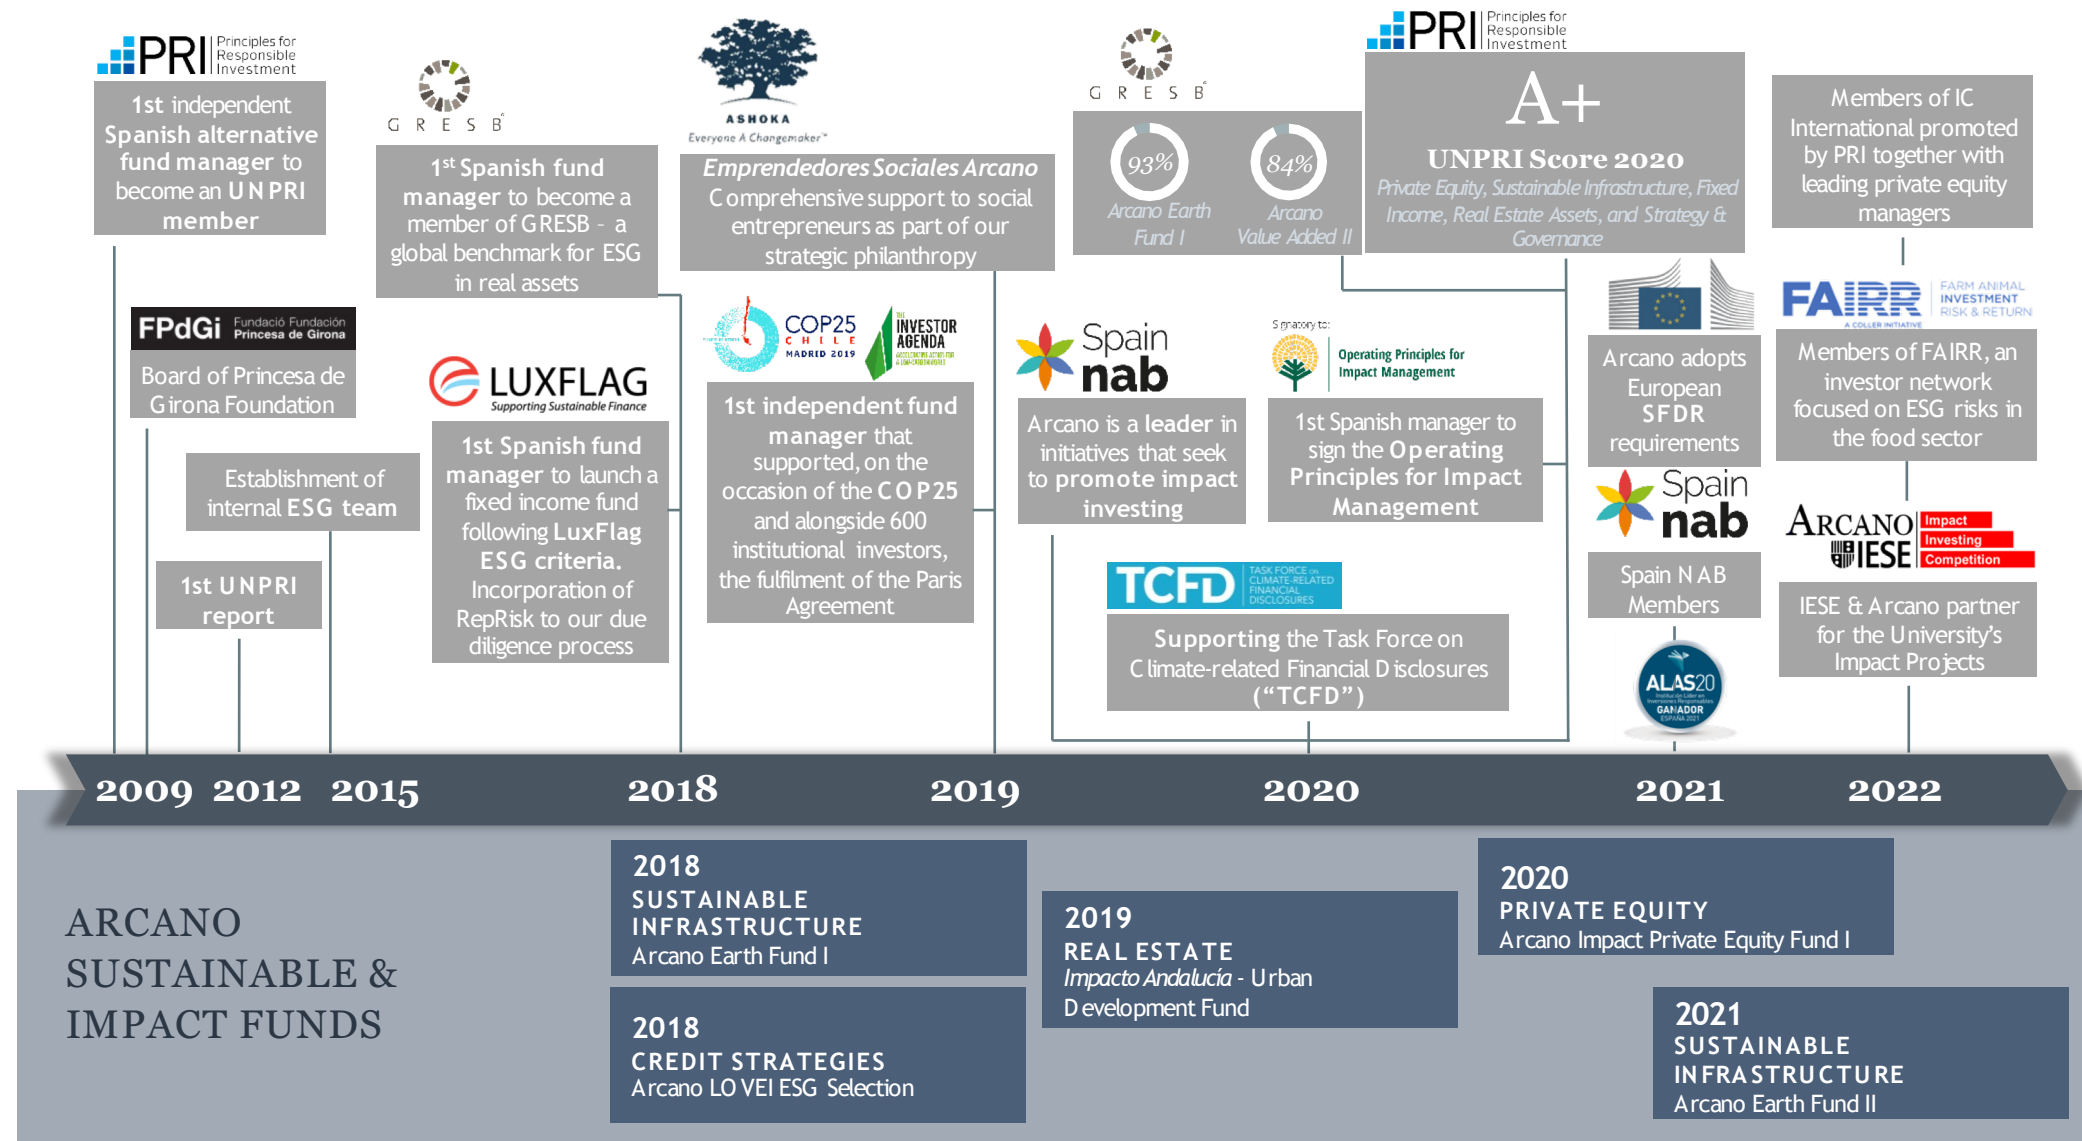 PRI Principles for
Responsible
Investment
1st independent
Spanish alternative
fund manager to
become an UNPRI
member
FPdGi Fundació Fundación
Princesa de Girona
Board of Princesa de
Girona Foundation
Establishment of
internal ESG team
1st UNPRI
report
GRESB
1st Spanish fund
manager to become a
member of GRESB – a
global benchmark for ESG
in real assets
LUXFLAG
Supporting Sustainable Finance
1st Spanish fund
manager to launch a
fixed income fund
following LuxFlag
ESG criteria.
Incorporation of
RepRisk to our due
diligence process
ASHOKA
Everyone A Changemaker™
Emprendedores Sociales Arcano
Comprehensive support to social
entrepreneurs as part of our
strategic philanthropy
COP25
CHILE
MADRID 2019
THE
INVESTOR
AGENDA
1st independent fund
manager that
supported, on the
occasion of the COP25
and alongside 600
institutional investors,
the fulfilment of the Paris
Agreement
GRESB
93%
Arcano Earth
Fund I
84%
Arcano
Value Added II
Spain
nab
Arcano is a leader in
initiatives that seek
to promote impact
investing
Signatory to:
Operating Principles for
Impact Management
1st Spanish manager to
sign the Operating
Principles for Impact
Management
TCFD TASK FORCE ON
CLIMATE-RELATED
FINANCIAL
DISCLOSURES
Supporting the Task Force on
Climate-related Financial Disclosures
(“TCFD”)
PRI Principles for
Responsible
Investment
A+
UNPRI Score 2020
Private Equity, Sustainable Infrastructure, Fixed
Income, Real Estate Assets, and Strategy &
Governance
Arcano adopts
European
SFDR
requirements
Spain
nab
Spain NAB
Members
ALAS20
Institución Líder en
Inversiones Responsables
GANADOR
ESPAÑA 2021
Members of IC
International promoted
by PRI together with
leading private equity
managers
FAIRR FARM ANIMAL
INVESTMENT
RISK & RETURN
A COLLER INITIATIVE
Members of FAIRR, an
investor network
focused on ESG risks in
the food sector
ARCANO
IESE
Impact
Investing
Competition
IESE & Arcano partner
for the University’s
Impact Projects
2009 2012 2015 2018 2019 2020 2021 2022
ARCANO
SUSTAINABLE &
IMPACT FUNDS
2018
SUSTAINABLE
INFRASTRUCTURE
Arcano Earth Fund I
2018
CREDIT STRATEGIES
Arcano LO VEI ESG Selection
2019
REAL ESTATE
Impacto Andalucía - Urban
Development Fund
2020
PRIVATE EQUITY
Arcano Impact Private Equity Fund I
2021
SUSTAINABLE
INFRASTRUCTURE
Arcano Earth Fund II